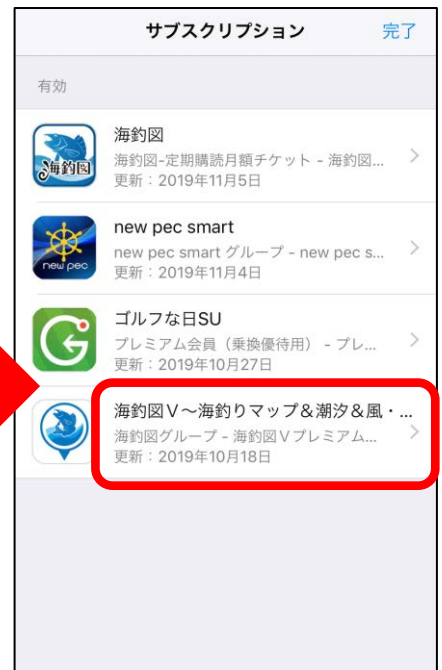 サブスクリプション 完了
有効
海釣図
海釣図
海釣図-定期購読月額チケット - 海釣図...
更新：2019年11月5日
new pec
new pec smart
new pec smart グループ - new pec s...
更新：2019年11月4日
ゴルフな日SU
プレミアム会員（乗換優待用） - プレ...
更新：2019年10月27日
海釣図Ｖ～海釣りマップ＆潮汐＆風・...
海釣図グループ - 海釣図Ｖプレミアム...
更新：2019年10月18日